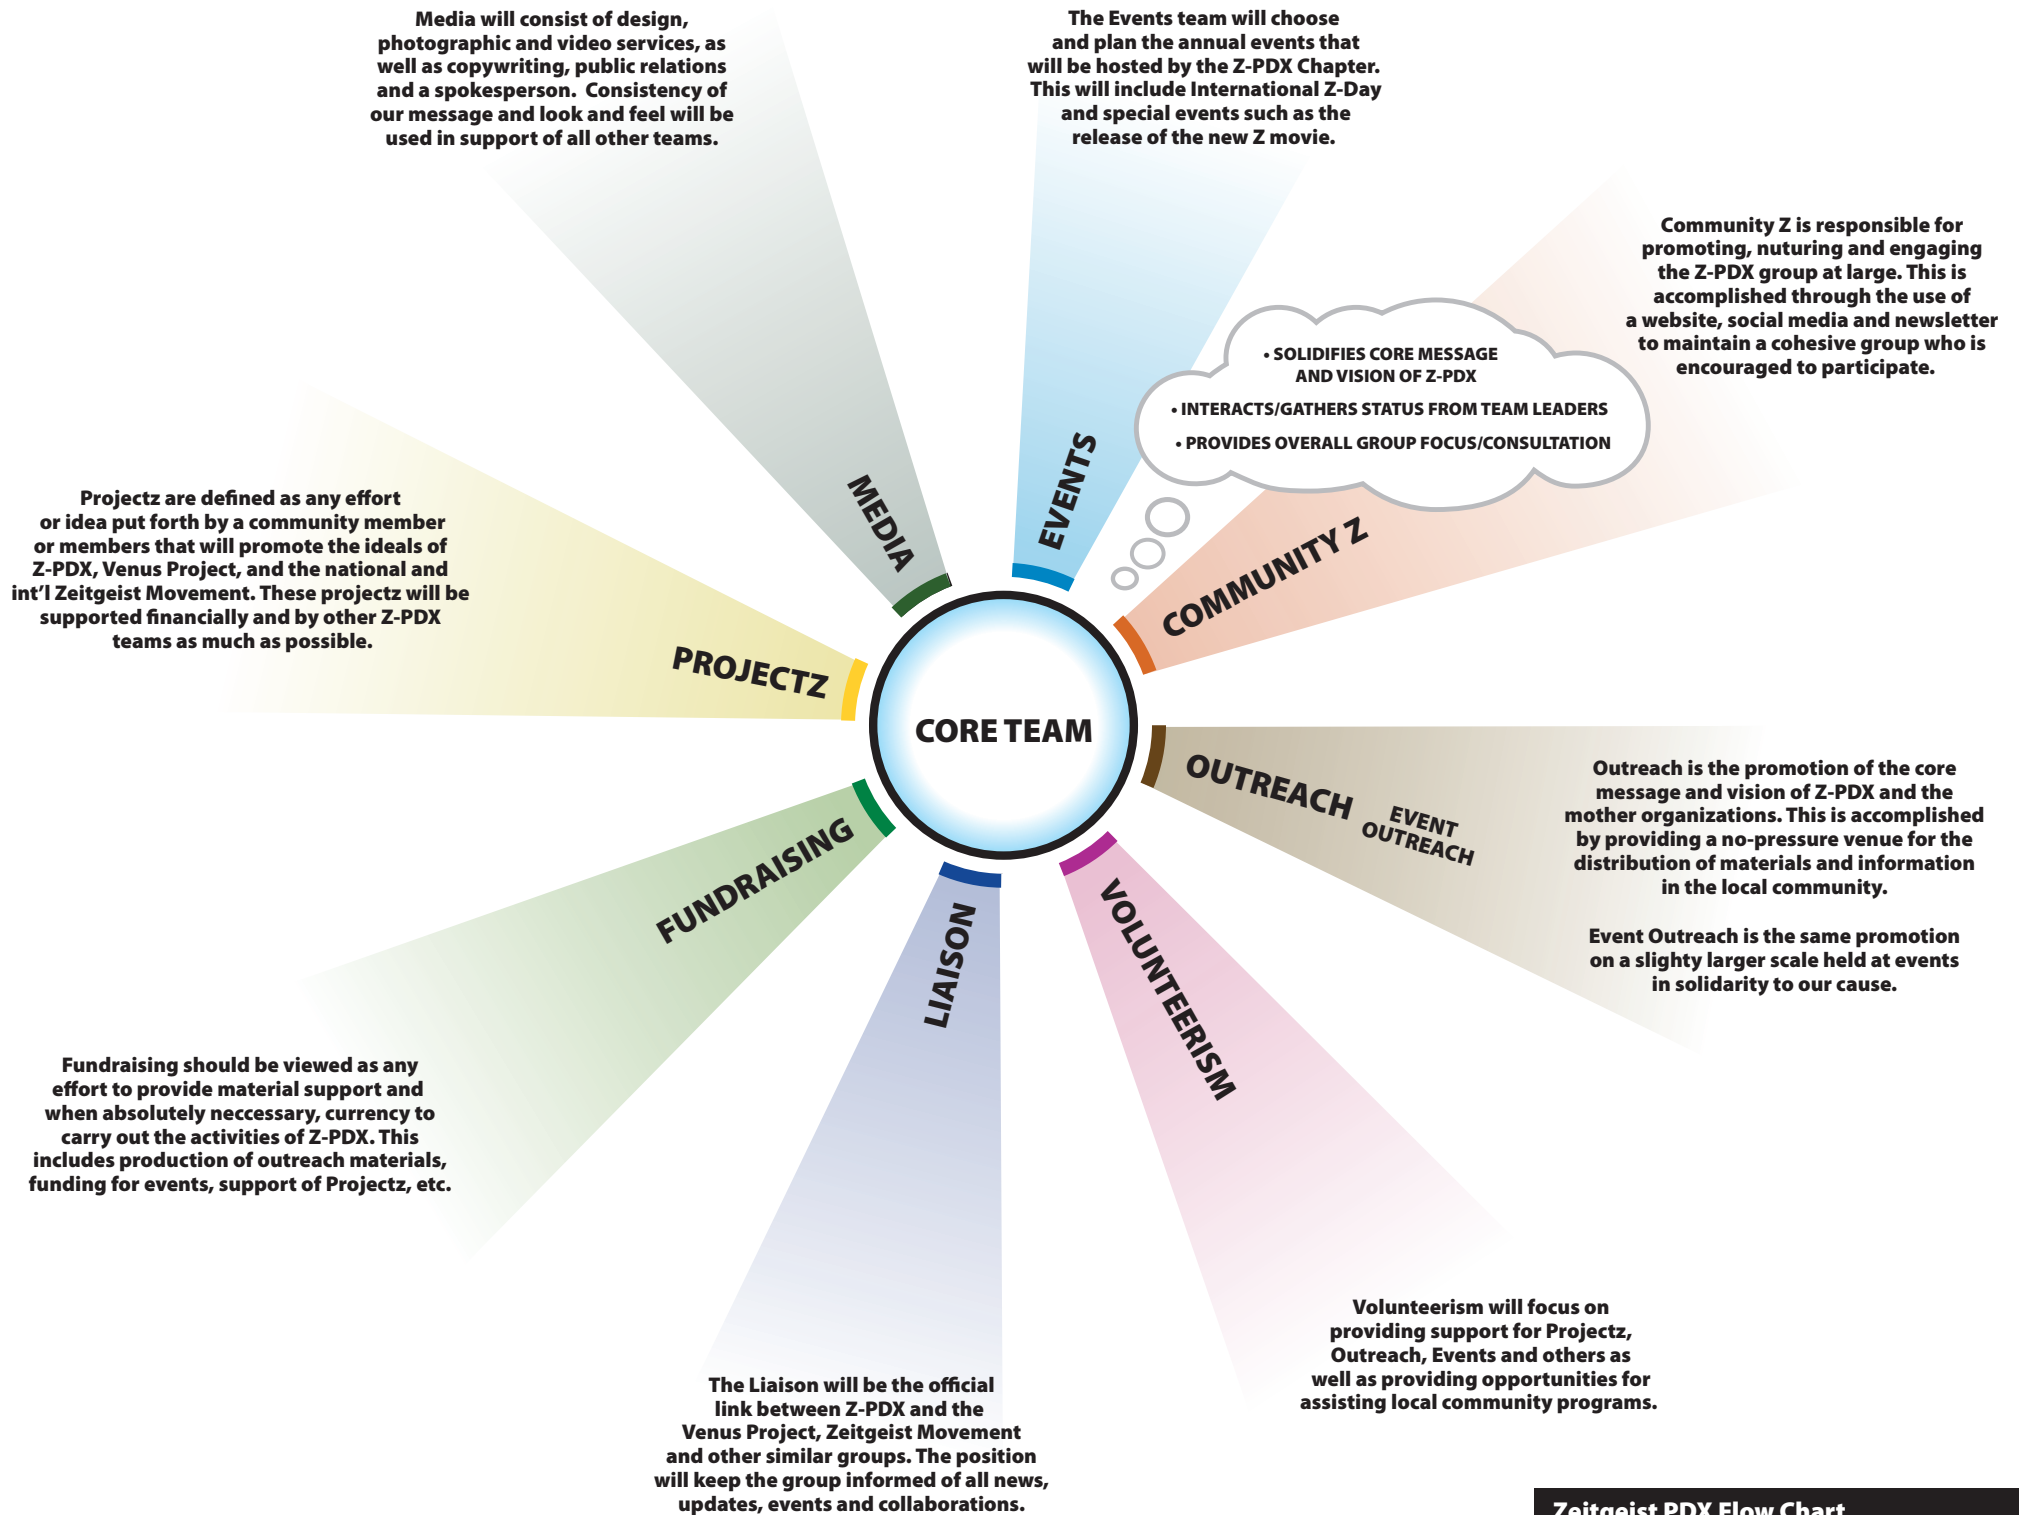 Media will consist of design,
photographic and video services, as
well as copywriting, public relations
and a spokesperson.  Consistency of
our message and look and feel will be
used in support of all other teams.
The Events team will choose
and plan the annual events that
will be hosted by the Z-PDX Chapter.
This will include International Z-Day
and special events such as the
release of the new Z movie.
Community Z is responsible for
promoting, nuturing and engaging
the Z-PDX group at large. This is
accomplished through the use of
a website, social media and newsletter
to maintain a cohesive group who is
encouraged to participate.
• SOLIDIFIES CORE MESSAGE
AND VISION OF Z-PDX
• INTERACTS/GATHERS STATUS FROM TEAM LEADERS
• PROVIDES OVERALL GROUP FOCUS/CONSULTATION
Projectz are defined as any effort
or idea put forth by a community member
or members that will promote the ideals of
Z-PDX, Venus Project, and the national and
int'l Zeitgeist Movement. These projectz will be
supported financially and by other Z-PDX
teams as much as possible.
MEDIA
EVENTS
COMMUNITY Z
PROJECTZ
CORE TEAM
OUTREACH
EVENT
OUTREACH
Outreach is the promotion of the core
message and vision of Z-PDX and the
mother organizations. This is accomplished
by providing a no-pressure venue for the
distribution of materials and information
in the local community.
Event Outreach is the same promotion
on a slighty larger scale held at events
in solidarity to our cause.
FUNDRAISING
LIAISON
VOLUNTEERISM
Fundraising should be viewed as any
effort to provide material support and
when absolutely neccessary, currency to
carry out the activities of Z-PDX. This
includes production of outreach materials,
funding for events, support of Projectz, etc.
Volunteerism will focus on
providing support for Projectz,
Outreach, Events and others as
well as providing opportunities for
assisting local community programs.
The Liaison will be the official
link between Z-PDX and the
Venus Project, Zeitgeist Movement
and other similar groups. The position
will keep the group informed of all news,
updates, events and collaborations.
Zeitgeist PDX Flow Chart